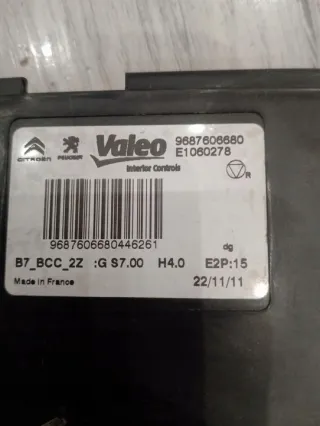 CITROËN PEUGEOT Valeo 9687606680
E1060278
Interior Controls
R
9687606680446261
dg
B7_BCC_2Z :G S7.00 H4.0 E2P:15
Made in France 22/11/11